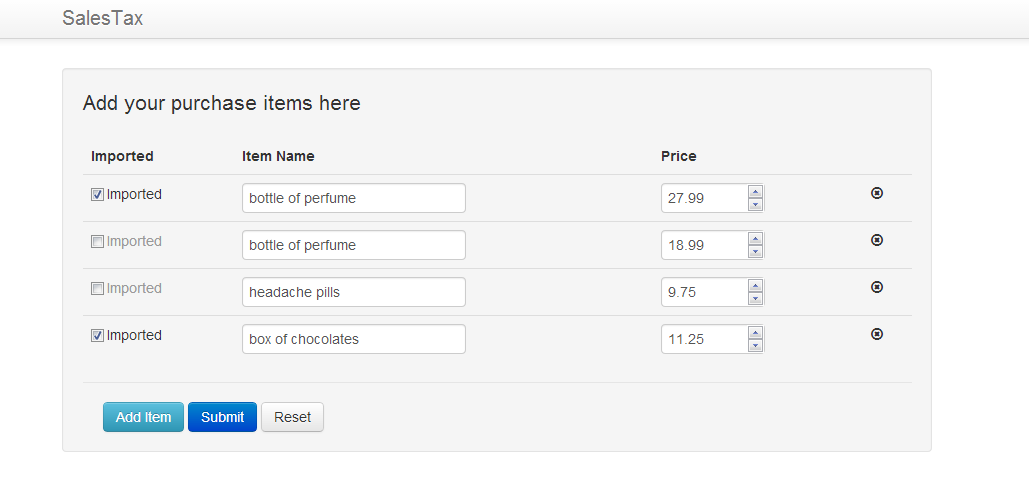 SalesTax
Add your purchase items here
Imported Item Name Price
Imported bottle of perfume 27.99
Imported bottle of perfume 18.99
Imported headache pills 9.75
Imported box of chocolates 11.25
Add Item Submit Reset